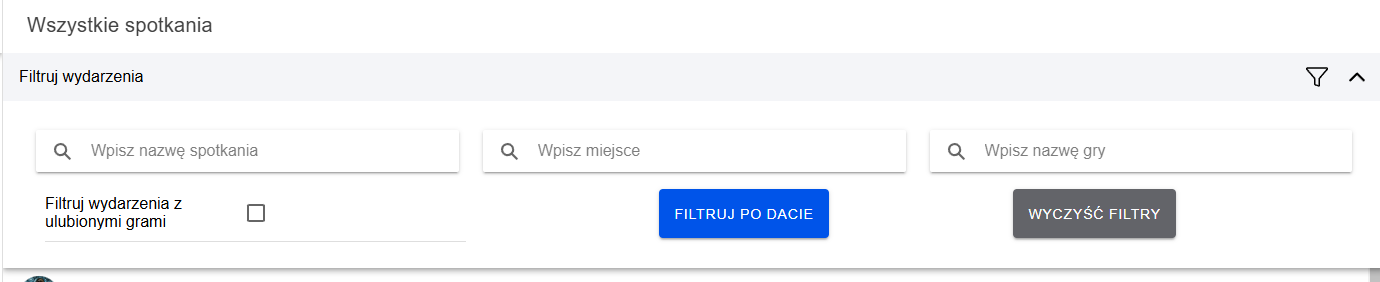 Wszystkie spotkania
Filtruj wydarzenia
Wpisz nazwę spotkania
Wpisz miejsce
Wpisz nazwę gry
Filtruj wydarzenia z
ulubionymi grami
FILTRUJ PO DACIE
WYCZYŚĆ FILTRY